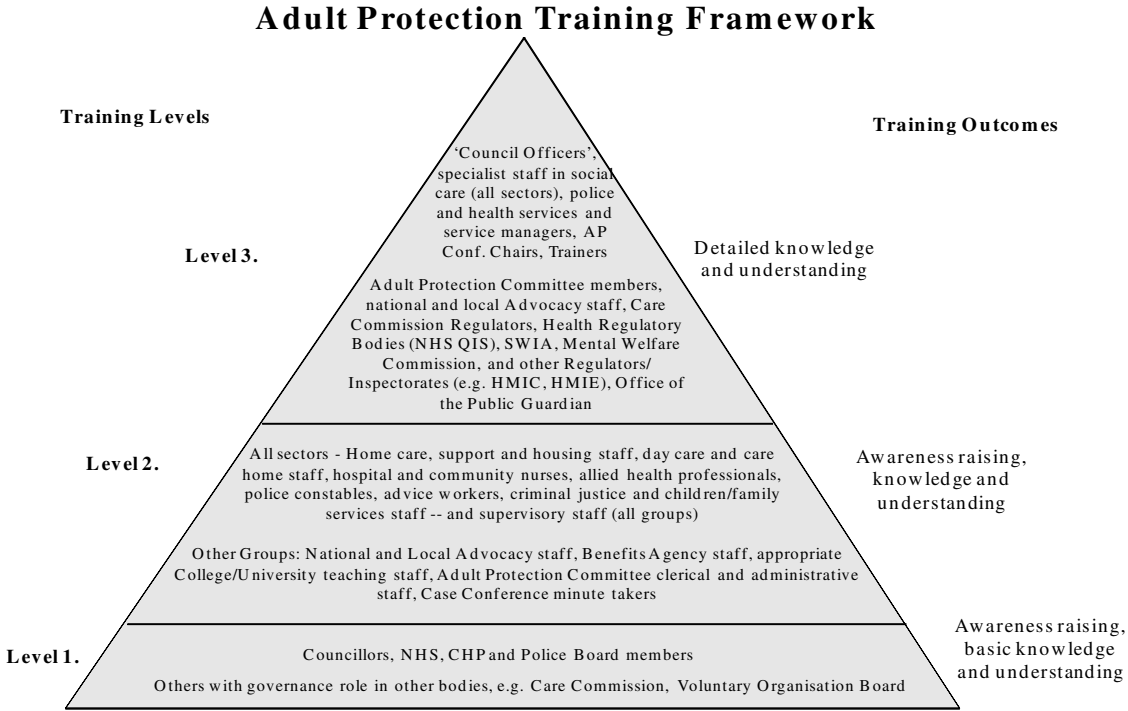 Adult Protection Training Framework
Training Levels
Training Outcomes
‘Council Officers’,
specialist staff in social
care (all sectors), police
and health services and
service managers, AP
Conf. Chairs, Trainers
Level 3.
Detailed knowledge
and understanding
Adult Protection Committee members,
national and local Advocacy staff, Care
Commission Regulators, Health Regulatory
Bodies (NHS QIS), SWIA, Mental Welfare
Commission, and other Regulators/
Inspectorates (e.g. HMIC, HMIE), Office of
the Public Guardian
Level 2.
All sectors - Home care, support and housing staff, day care and care
home staff, hospital and community nurses, allied health professionals,
police constables, advice workers, criminal justice and children/family
services staff -- and supervisory staff (all groups)
Awareness raising,
knowledge and
understanding
Other Groups: National and Local Advocacy staff, Benefits Agency staff, appropriate
College/University teaching staff, Adult Protection Committee clerical and administrative
staff, Case Conference minute takers
Level 1.
Councillors, NHS, CHP and Police Board members
Others with governance role in other bodies, e.g. Care Commission, Voluntary Organisation Board
Awareness raising,
basic knowledge
and understanding